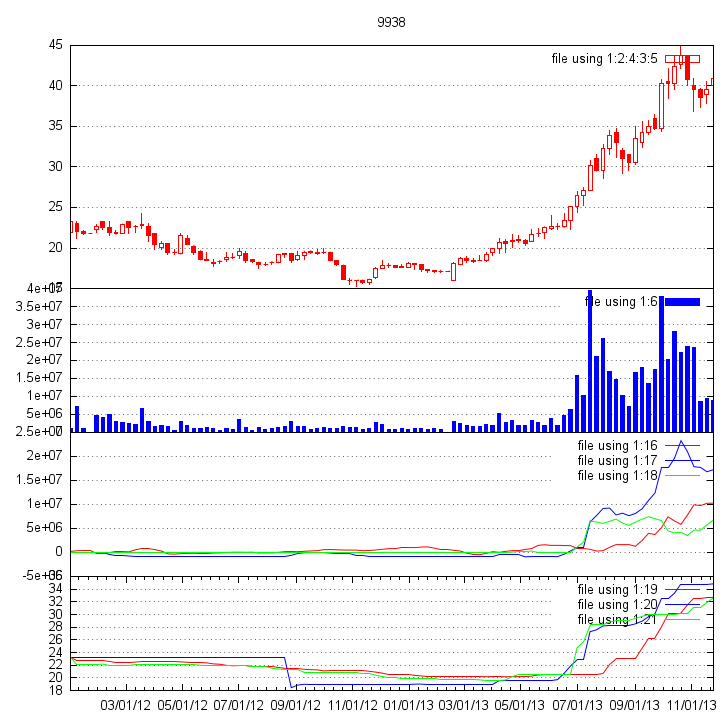 9938
45
file using 1:2:4:3:5
40
35
30
25
20
4e+07
file using 1:6
3.5e+07
3e+07
2.5e+07
2e+07
1.5e+07
1e+07
5e+06
2.5e+07
file using 1:16
2e+07
file using 1:17
1.5e+07
file using 1:18
1e+07
5e+06
0
-5e+06
34
file using 1:19
32
file using 1:20
30
file using 1:21
28
26
24
22
20
18
03/01/12 05/01/12 07/01/12 09/01/12 11/01/12 01/01/13 03/01/13 05/01/13 07/01/13 09/01/13 11/01/13